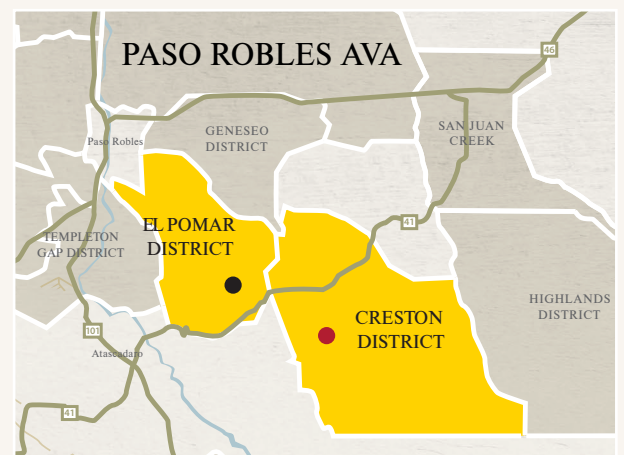 PASO ROBLES AVA
46
Paso Robles
GENESEO
DISTRICT
SAN JUAN
CREEK
EL POMAR
DISTRICT
41
TEMPLETON
GAP DISTRICT
HIGHLANDS
DISTRICT
CRESTON
DISTRICT
101
Atascadaro
41